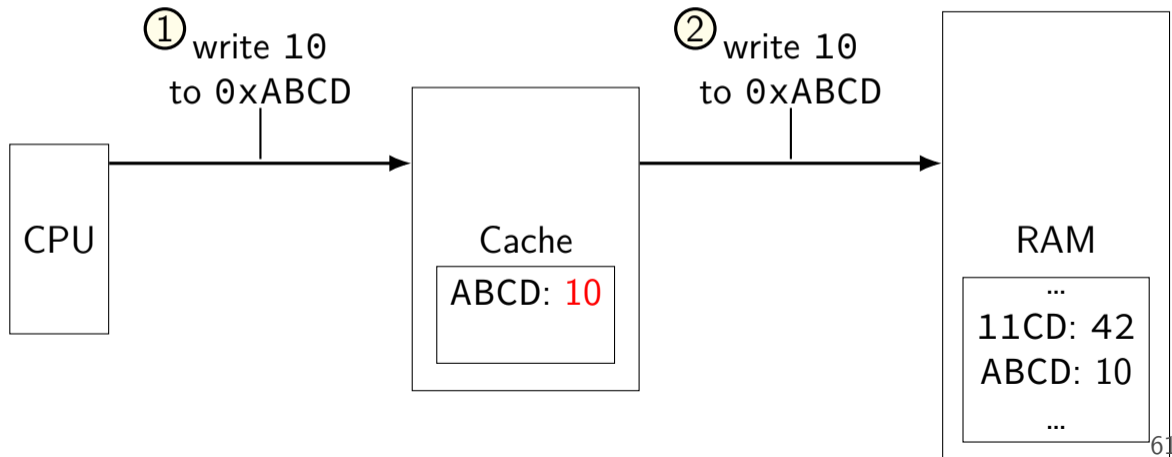 1
write 10
to 0xABCD
2
write 10
to 0xABCD
CPU
Cache
ABCD: 10
RAM
...
11CD: 42
ABCD: 10
...
61